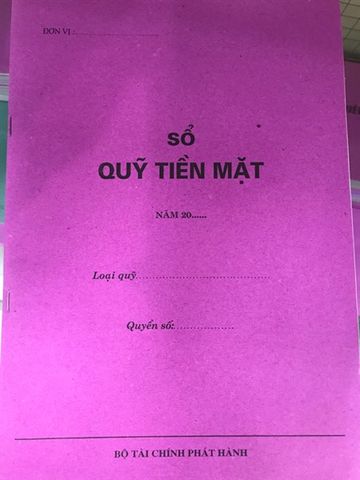 ĐƠN VỊ :........................
SỔ
QUỸ TIỀN MẶT
NĂM 20......
Loại quỹ.......................................
Quyển số:..................
BỘ TÀI CHÍNH PHÁT HÀNH